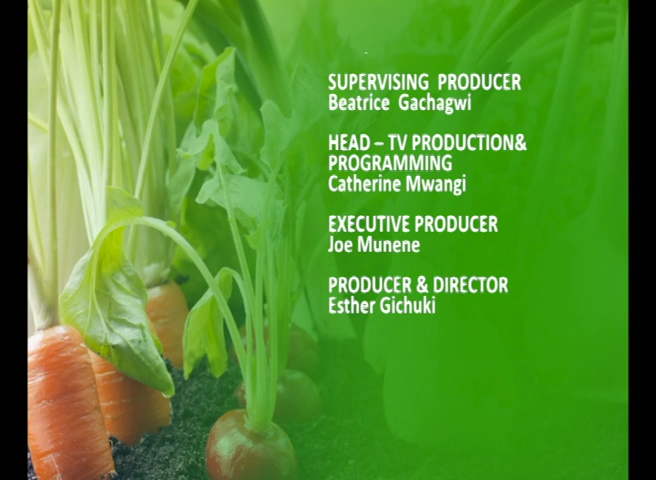 SUPERVISING PRODUCER
Beatrice Gachagwi
HEAD – TV PRODUCTION&
PROGRAMMING
Catherine Mwangi
EXECUTIVE PRODUCER
Joe Munene
PRODUCER & DIRECTOR
Esther Gichuki